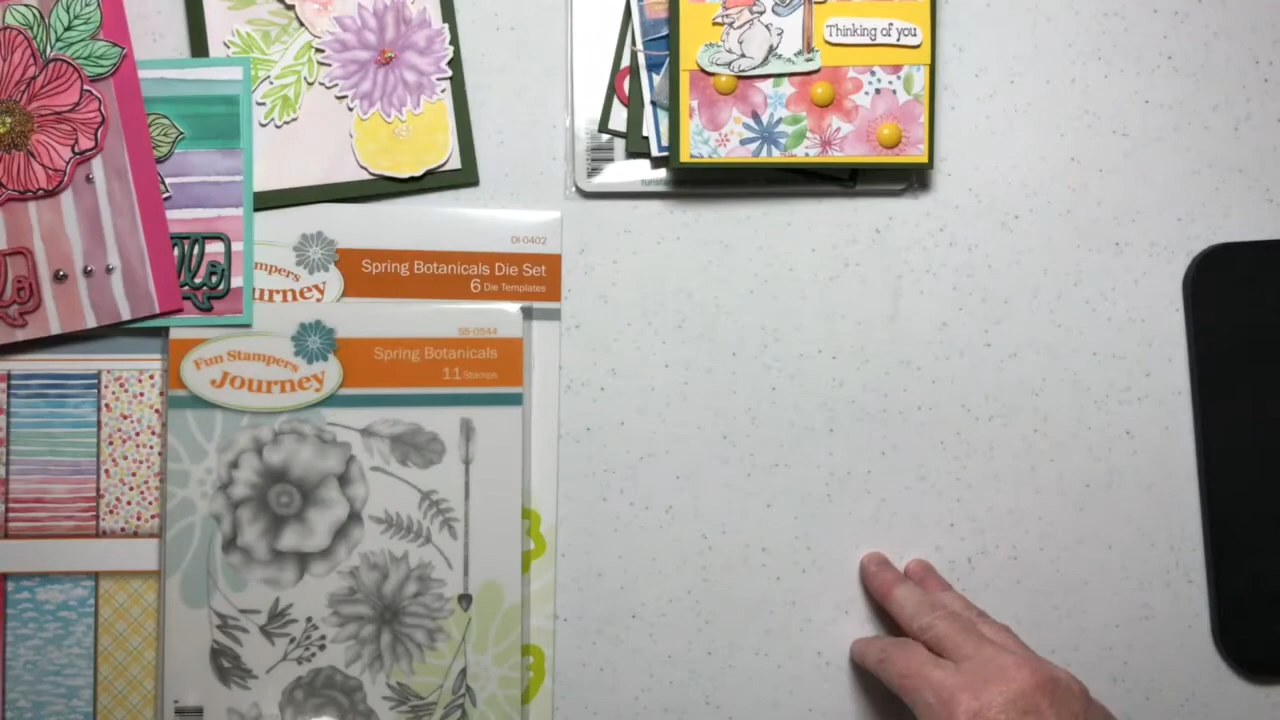 Thinking of you
DI-0402
Spring Botanicals Die Set
6 Die Templates
SS-0544
Fun Stampers
Journey
Spring Botanicals
11 Stamps